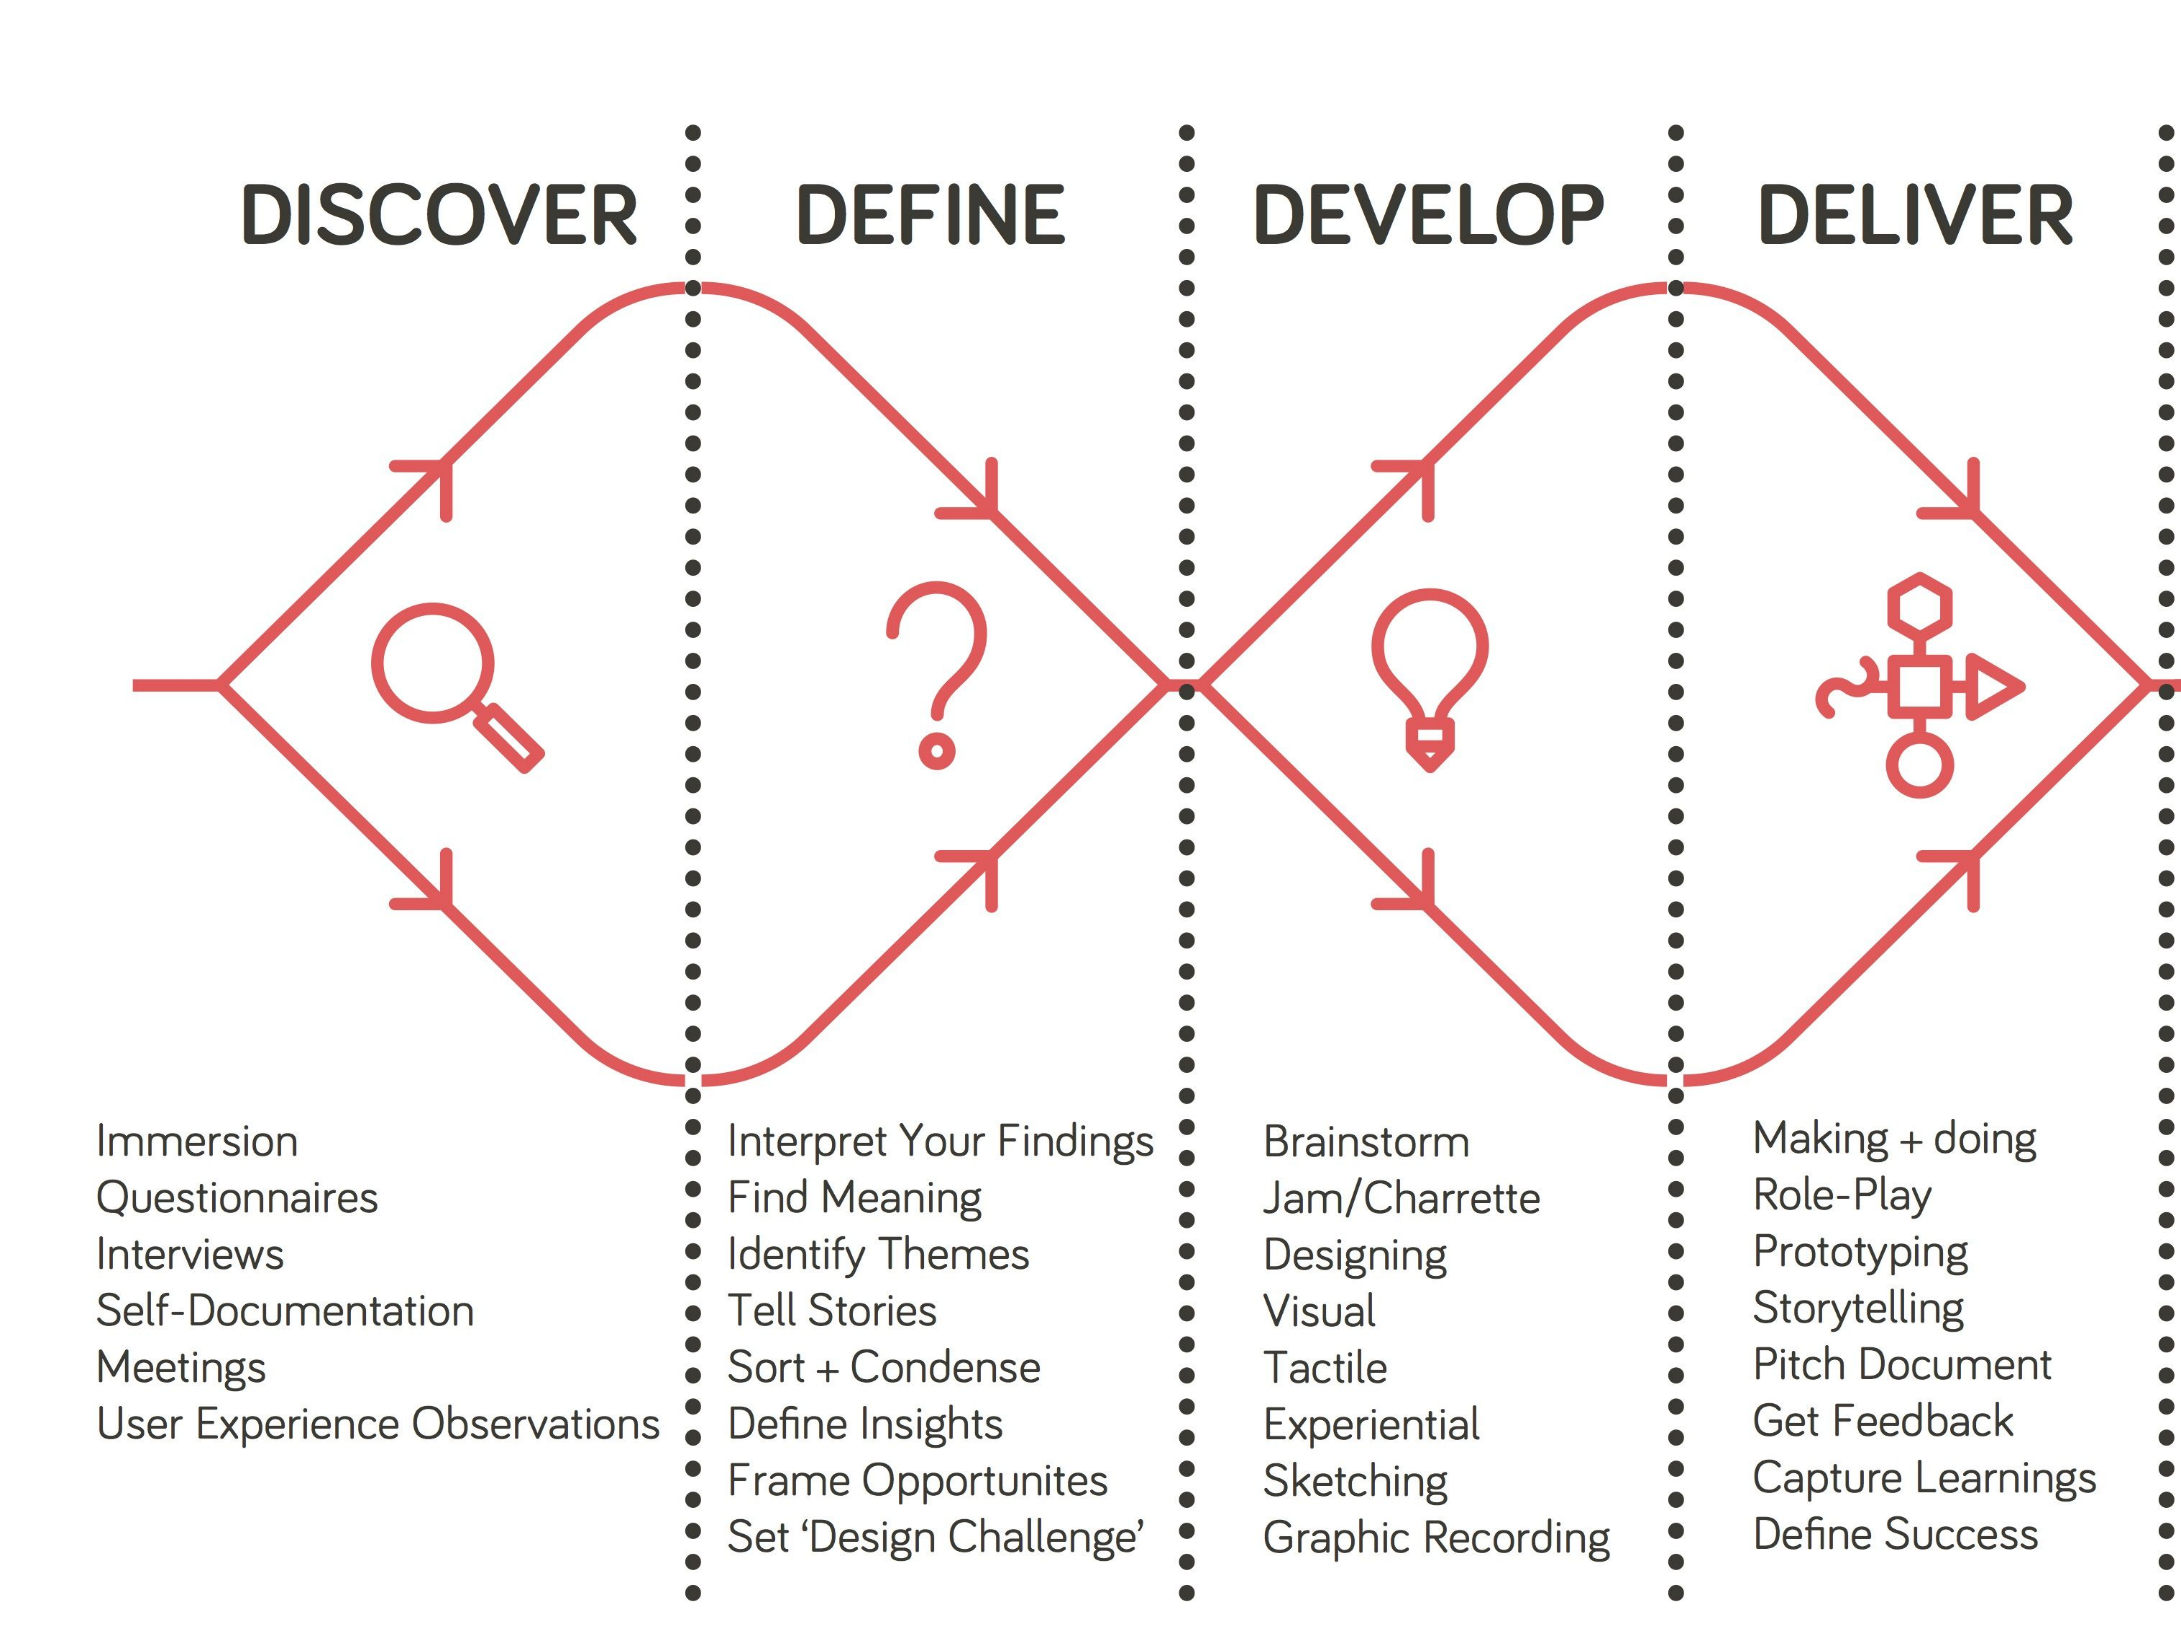 DISCOVER
DEFINE
DEVELOP
DELIVER
Immersion
Questionnaires
Interviews
Self-Documentation
Meetings
User Experience Observations
Interpret Your Findings
Find Meaning
Identify Themes
Tell Stories
Sort + Condense
Define Insights
Frame Opportunites
Set ‘Design Challenge’
Brainstorm
Jam/Charrette
Designing
Visual
Tactile
Experiential
Sketching
Graphic Recording
Making + doing
Role-Play
Prototyping
Storytelling
Pitch Document
Get Feedback
Capture Learnings
Define Success